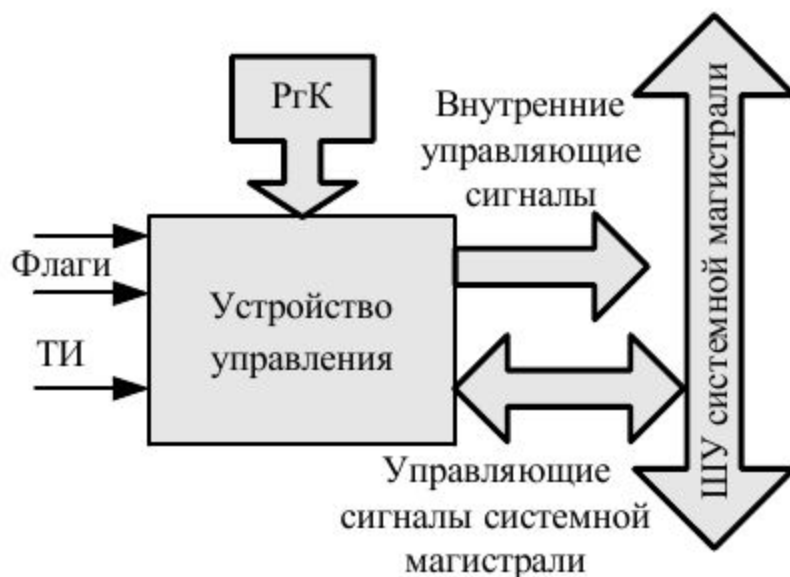 РгК
Внутренние
управляющие
сигналы
Флаги
ТИ
Устройство
управления
Управляющие
сигналы системной
магистрали
ШУ системной магистрали